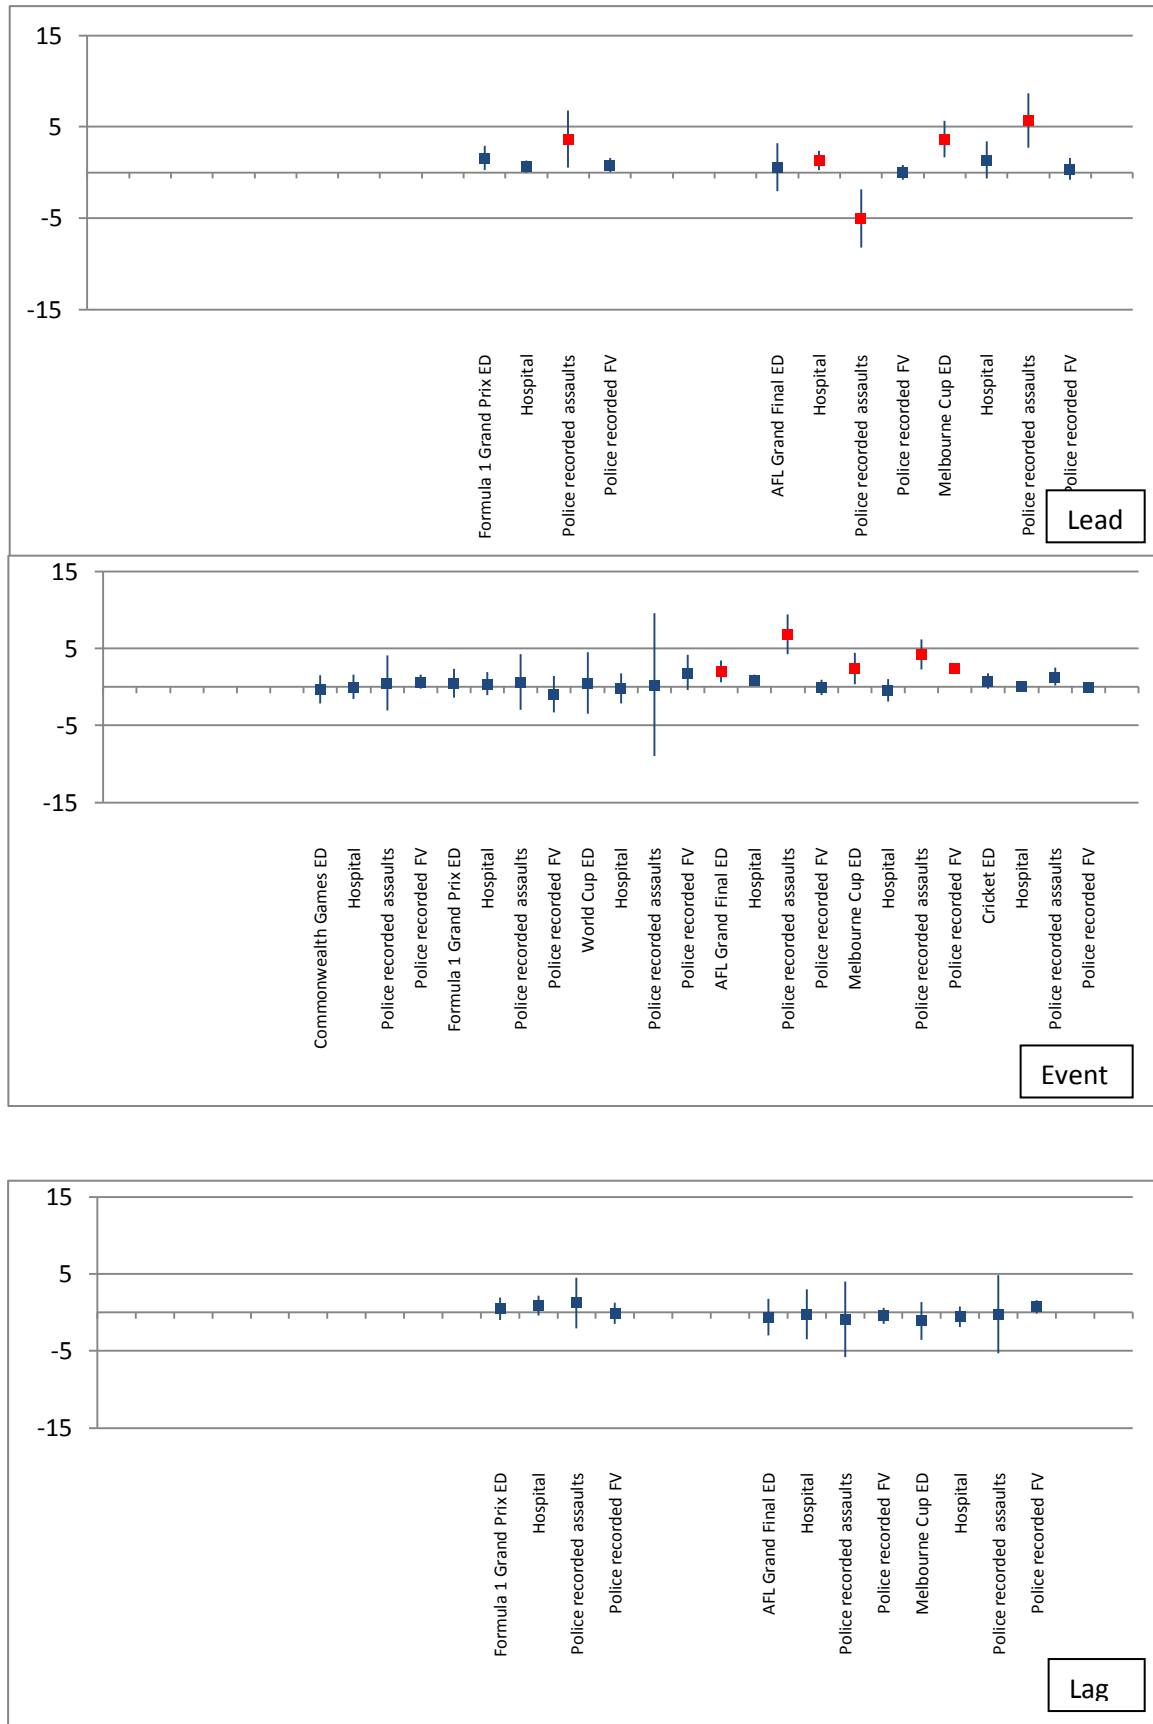 15
5
-5
-15
Formula 1 Grand Prix ED
Hospital
Police recorded assaults
Police recorded FV
AFL Grand Final ED
Hospital
Police recorded assaults
Police recorded FV
Melbourne Cup ED
Hospital
Police recorded assaults
Police recorded FV
Lead
15
5
-5
-15
Commonwealth Games ED
Hospital
Police recorded assaults
Police recorded FV
Formula 1 Grand Prix ED
Hospital
Police recorded assaults
Police recorded FV
World Cup ED
Hospital
Police recorded assaults
Police recorded FV
AFL Grand Final ED
Hospital
Police recorded assaults
Police recorded FV
Melbourne Cup ED
Hospital
Police recorded assaults
Police recorded FV
Cricket ED
Hospital
Police recorded assaults
Police recorded FV
Event
15
5
-5
-15
Formula 1 Grand Prix ED
Hospital
Police recorded assaults
Police recorded FV
AFL Grand Final ED
Hospital
Police recorded assaults
Police recorded FV
Melbourne Cup ED
Hospital
Police recorded assaults
Police recorded FV
Lag